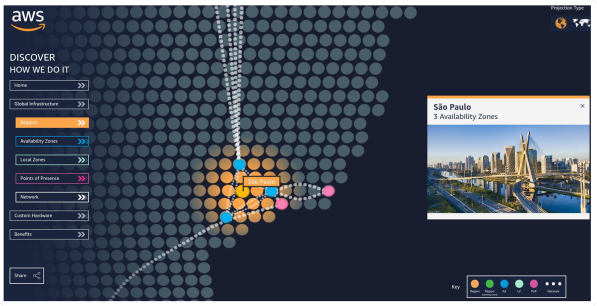 aws
Projection Type
DISCOVER
HOW WE DO IT
Home
Global Infrastructure
Regions
Availability Zones
Local Zones
Points of Presence
Network
Custom Hardware
Benefits
Share
São Paulo
São Paulo
3 Availability Zones
×
Key
Region
Region
AZ
LZ
PoP
Network